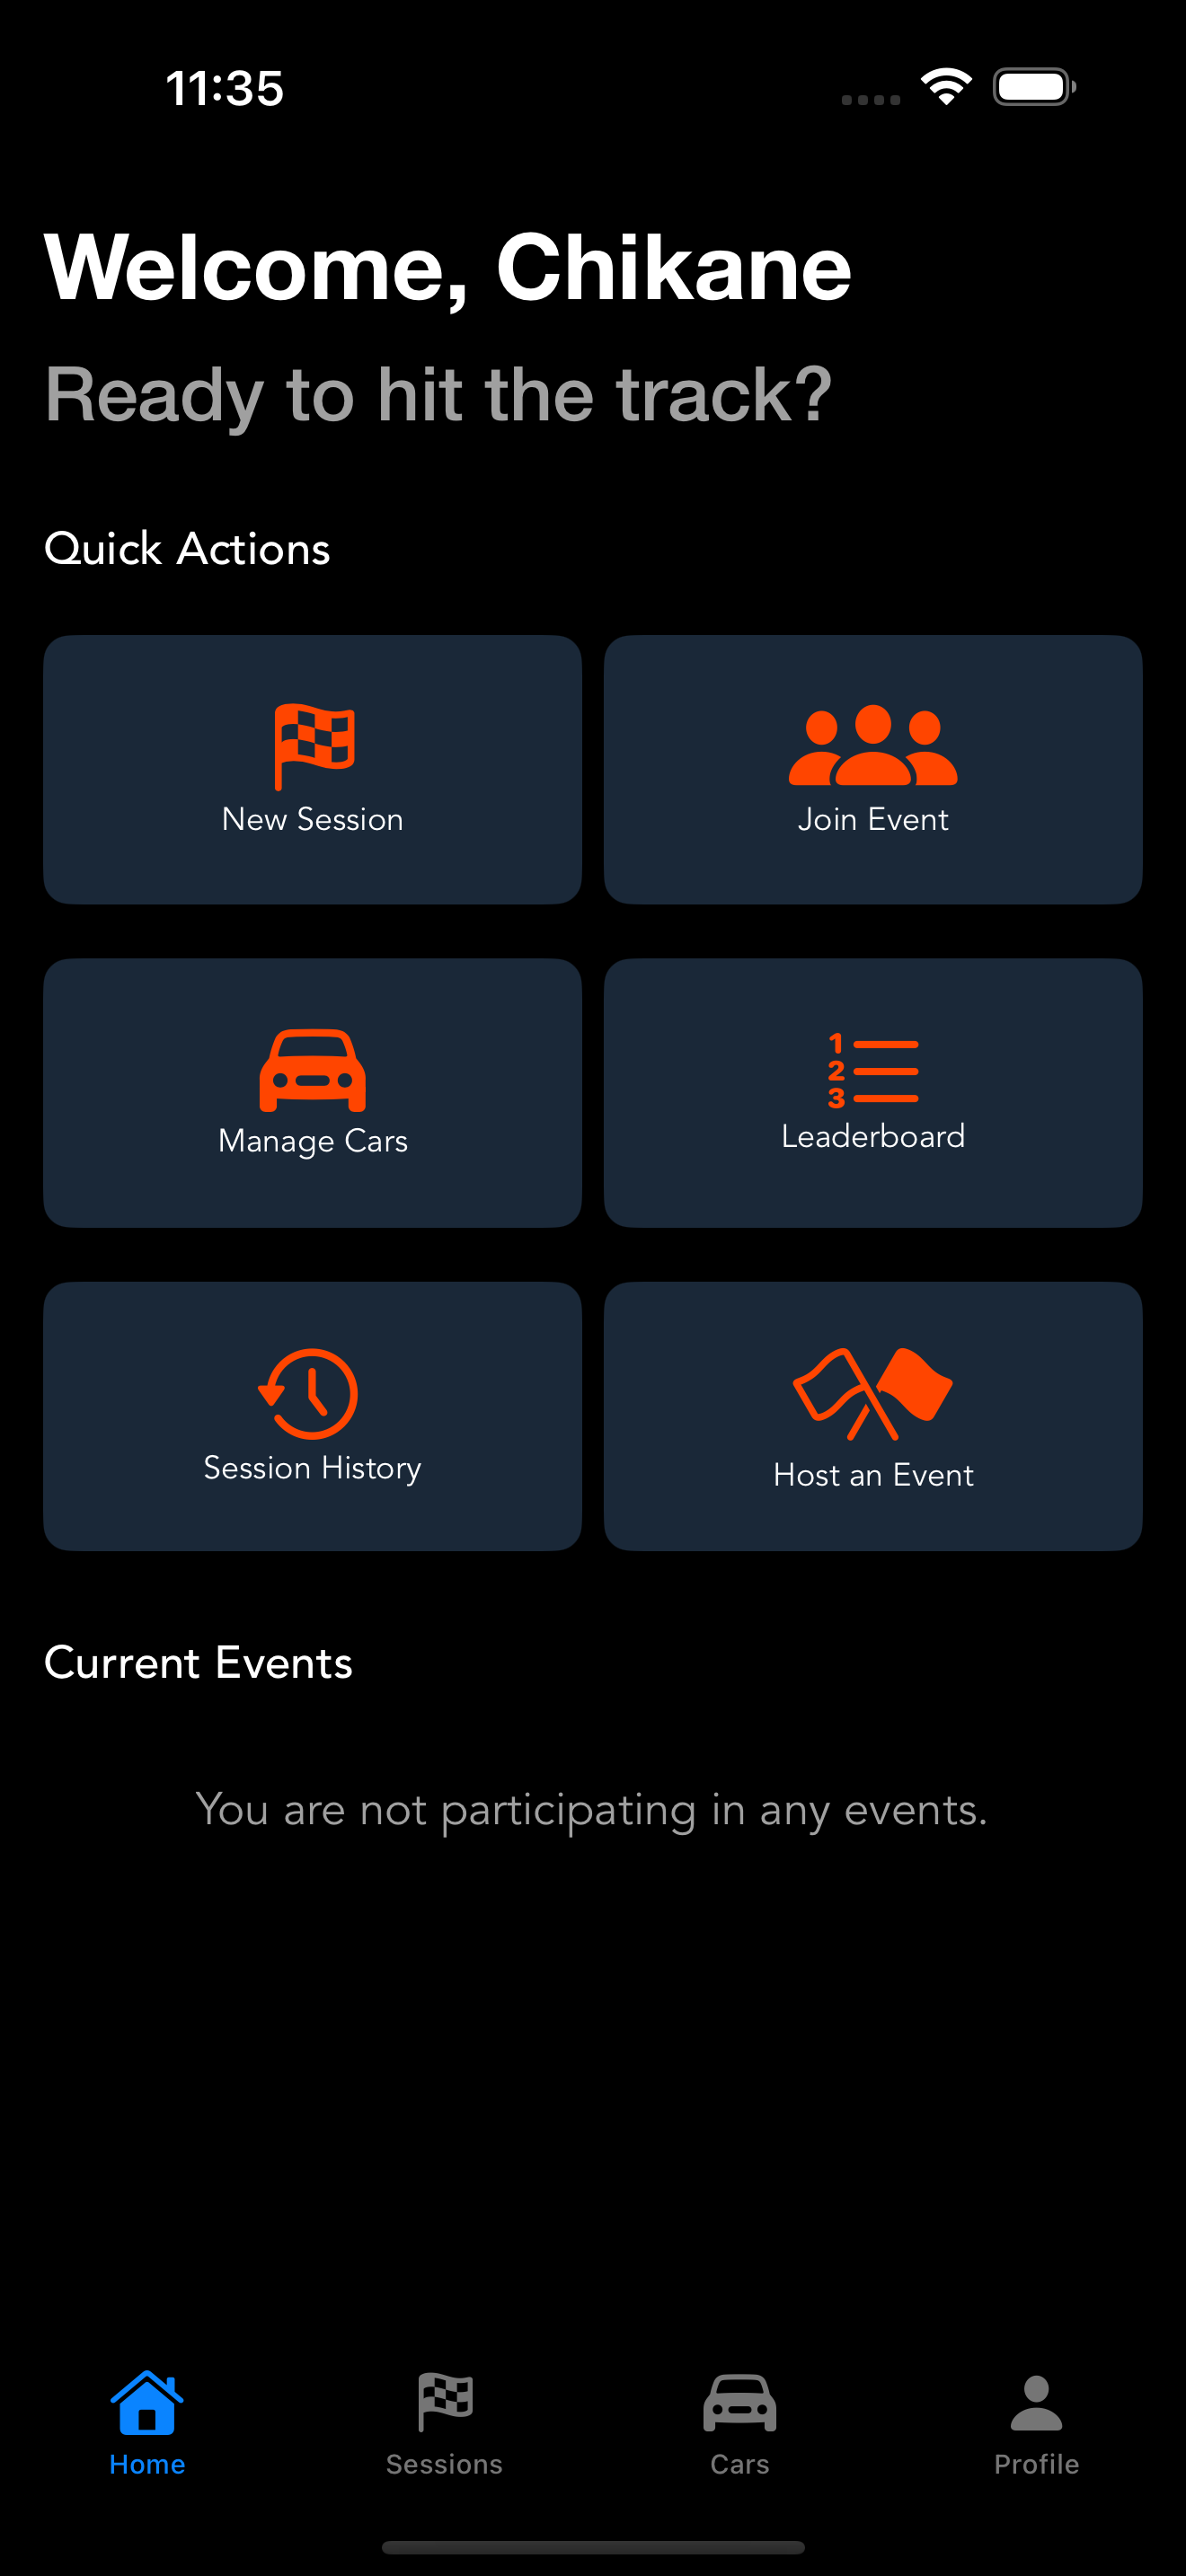 11:35
Welcome, Chikane
Ready to hit the track?
Quick Actions
New Session
Join Event
Manage Cars
1
2
3
Leaderboard
Session History
Host an Event
Current Events
You are not participating in any events.
Home
Sessions
Cars
Profile